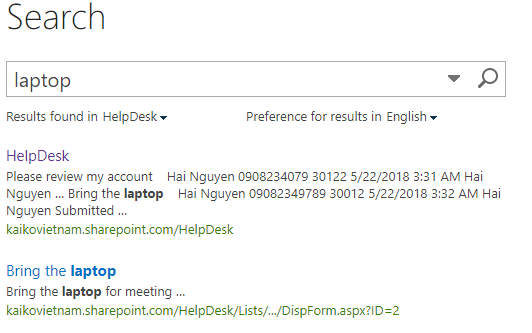 Search
laptop
Results found in HelpDesk Preference for results in English
HelpDesk
Please review my account Hai Nguyen 0908234079 30122 5/22/2018 3:31 AM Hai
Nguyen ... Bring the laptop Hai Nguyen 09082349789 30012 5/22/2018 3:32 AM Hai
Nguyen Submitted ...
kaikovietnam.sharepoint.com/HelpDesk
Bring the laptop
Bring the laptop for meeting ...
kaikovietnam.sharepoint.com/HelpDesk/Lists/.../DispForm.aspx?ID=2